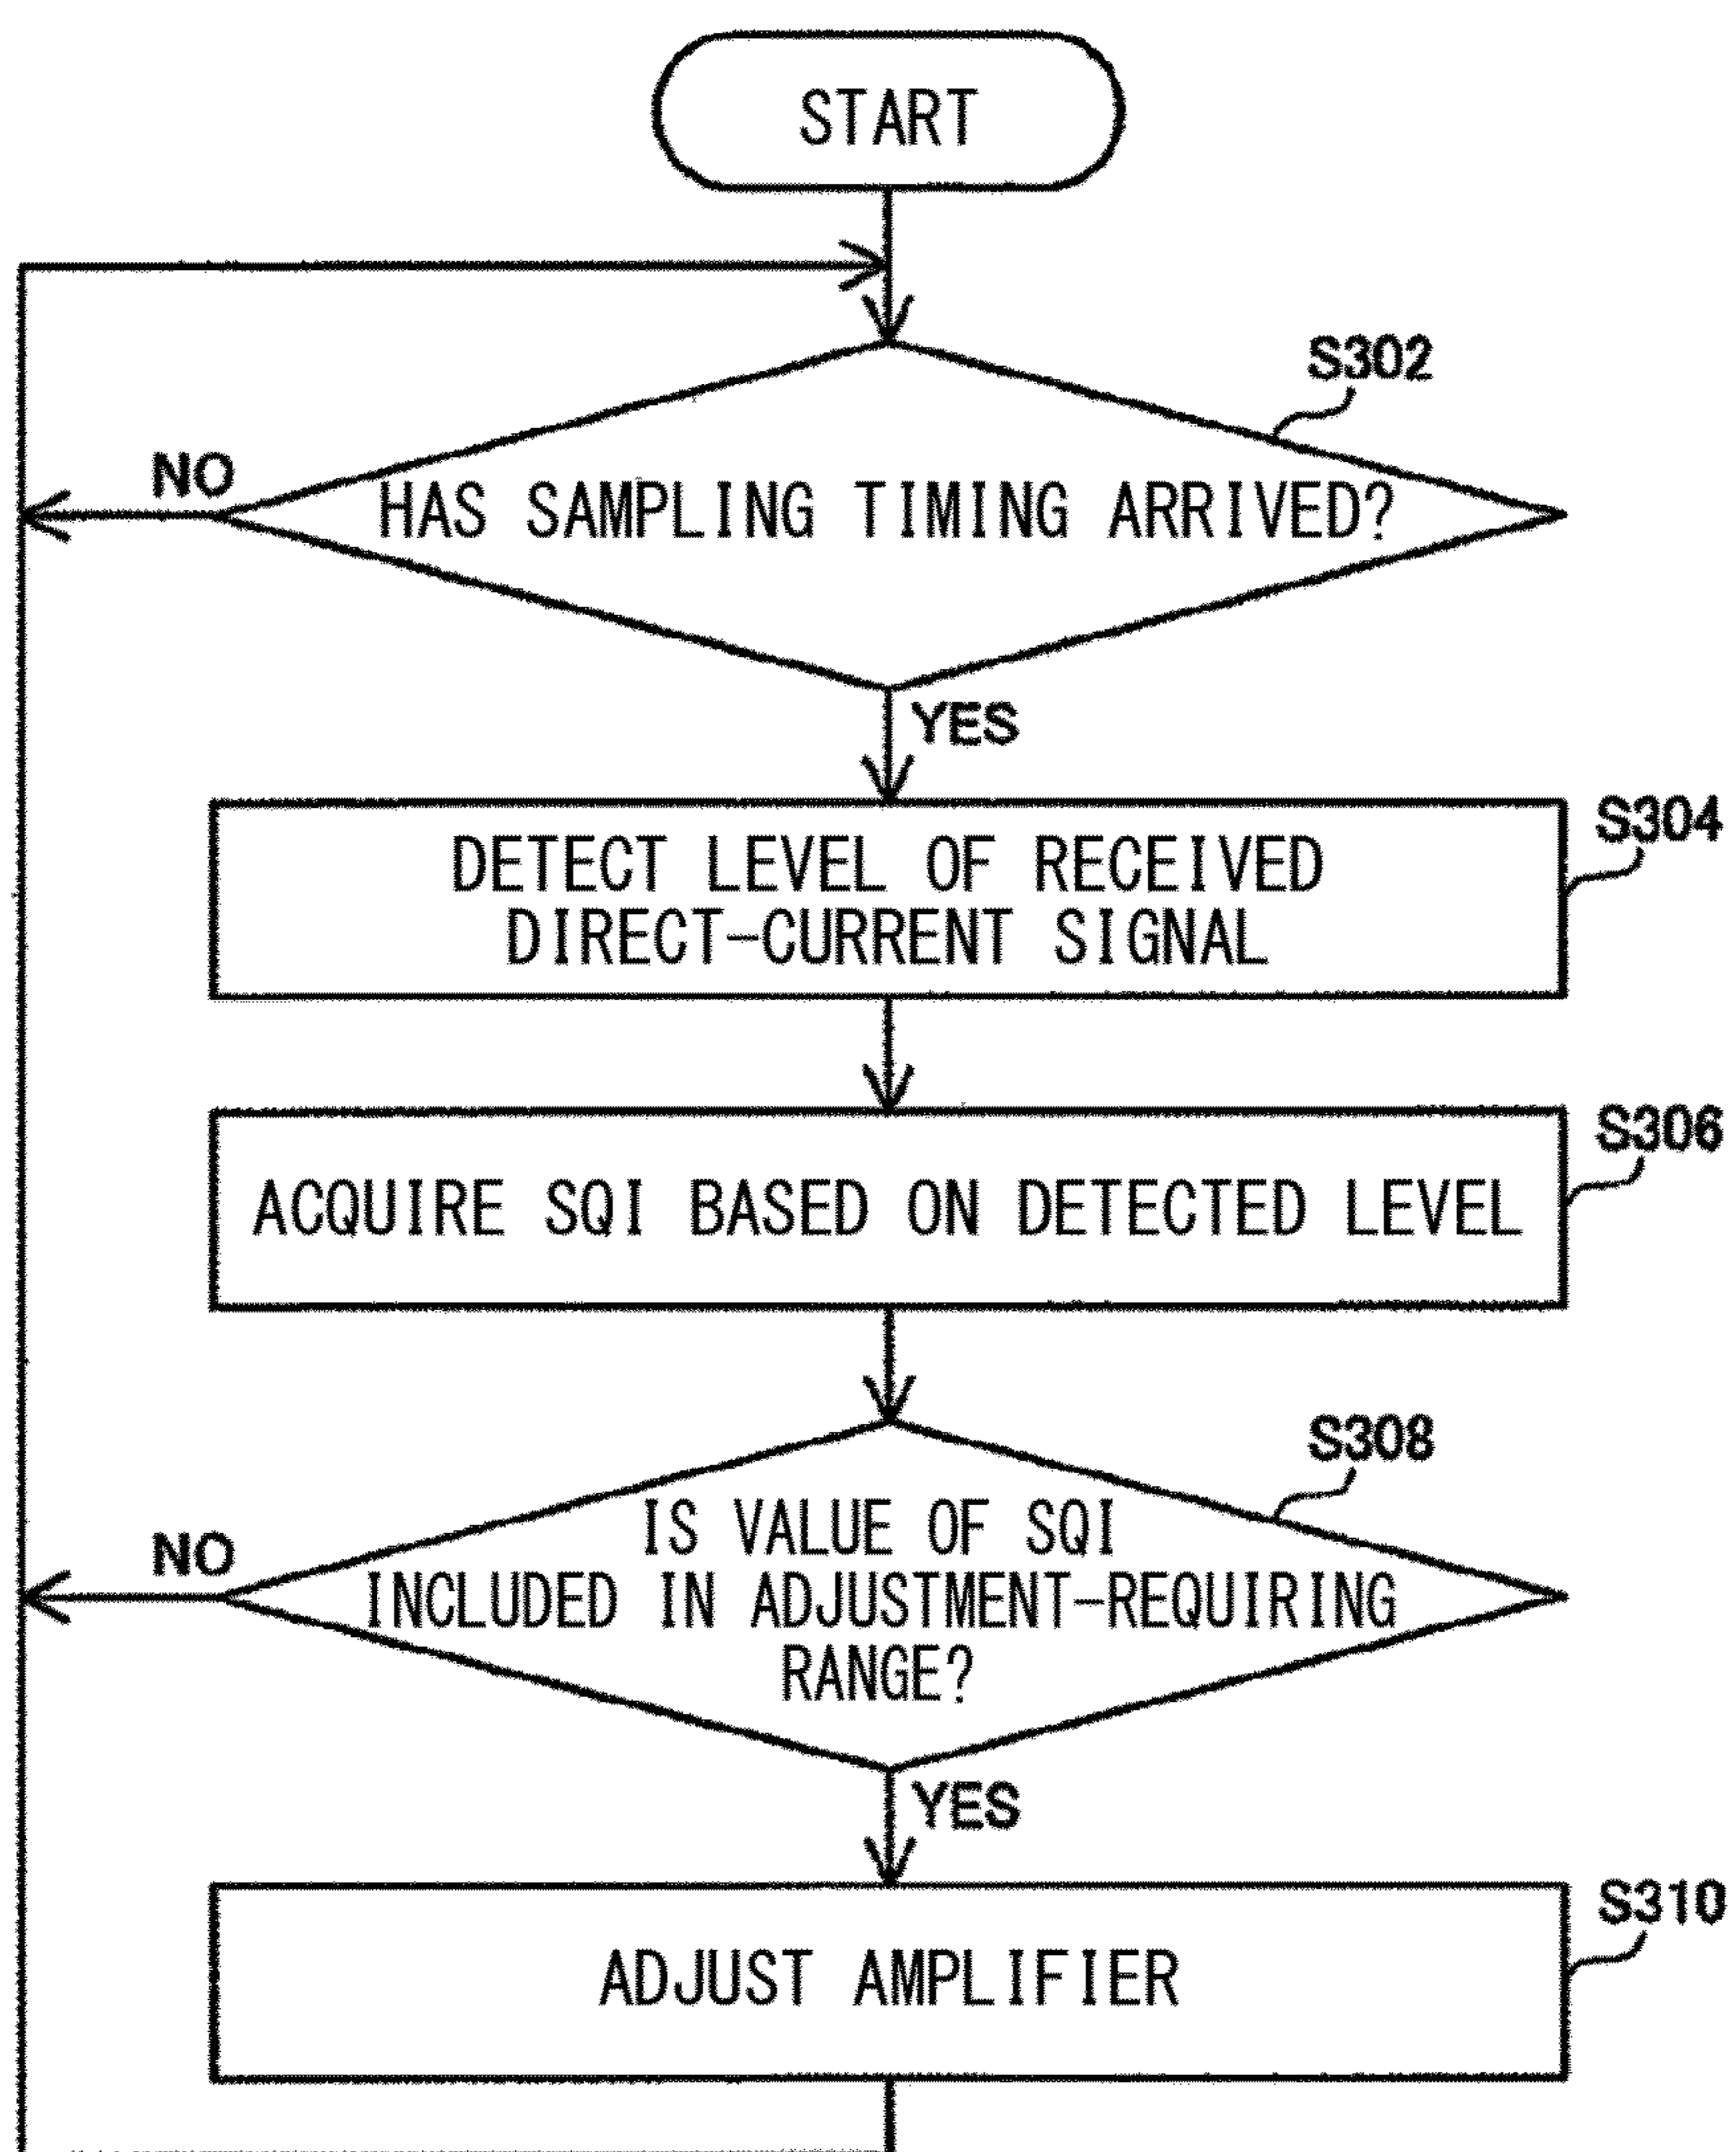 START
S302
NO
HAS SAMPLING TIMING ARRIVED?
YES
S304
DETECT LEVEL OF RECEIVED
DIRECT-CURRENT SIGNAL
S306
ACQUIRE SQI BASED ON DETECTED LEVEL
S308
NO
IS VALUE OF SQI
INCLUDED IN ADJUSTMENT-REQUIRING
RANGE?
YES
S310
ADJUST AMPLIFIER